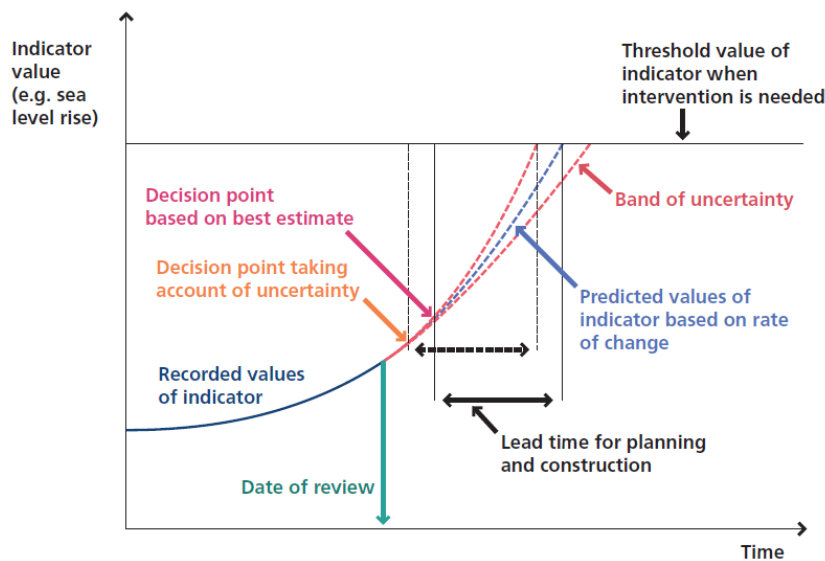 Indicator
value
(e.g. sea
level rise)
Threshold value of
indicator when
intervention is needed
Decision point
based on best estimate
Band of uncertainty
Decision point taking
account of uncertainty
Predicted values of
indicator based on rate
of change
Recorded values
of indicator
Lead time for planning
and construction
Date of review
Time